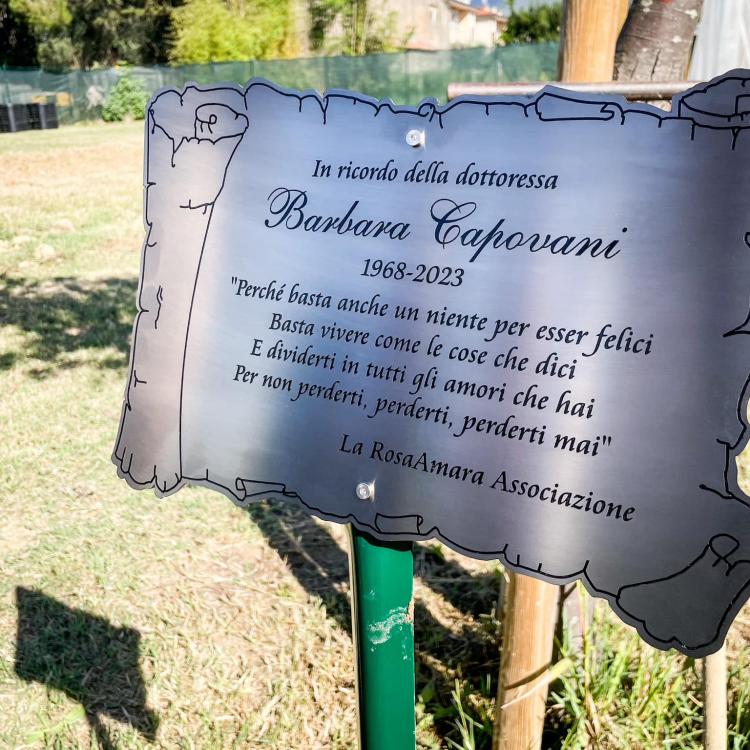 In ricordo della dottoressa
Barbara Capovani
1968-2023
"Perché basta anche un niente per esser felici
Basta vivere come le cose che dici
E dividerti in tutti gli amori che hai
Per non perderti, perderti, perderti mai"
La RosaAmara Associazione